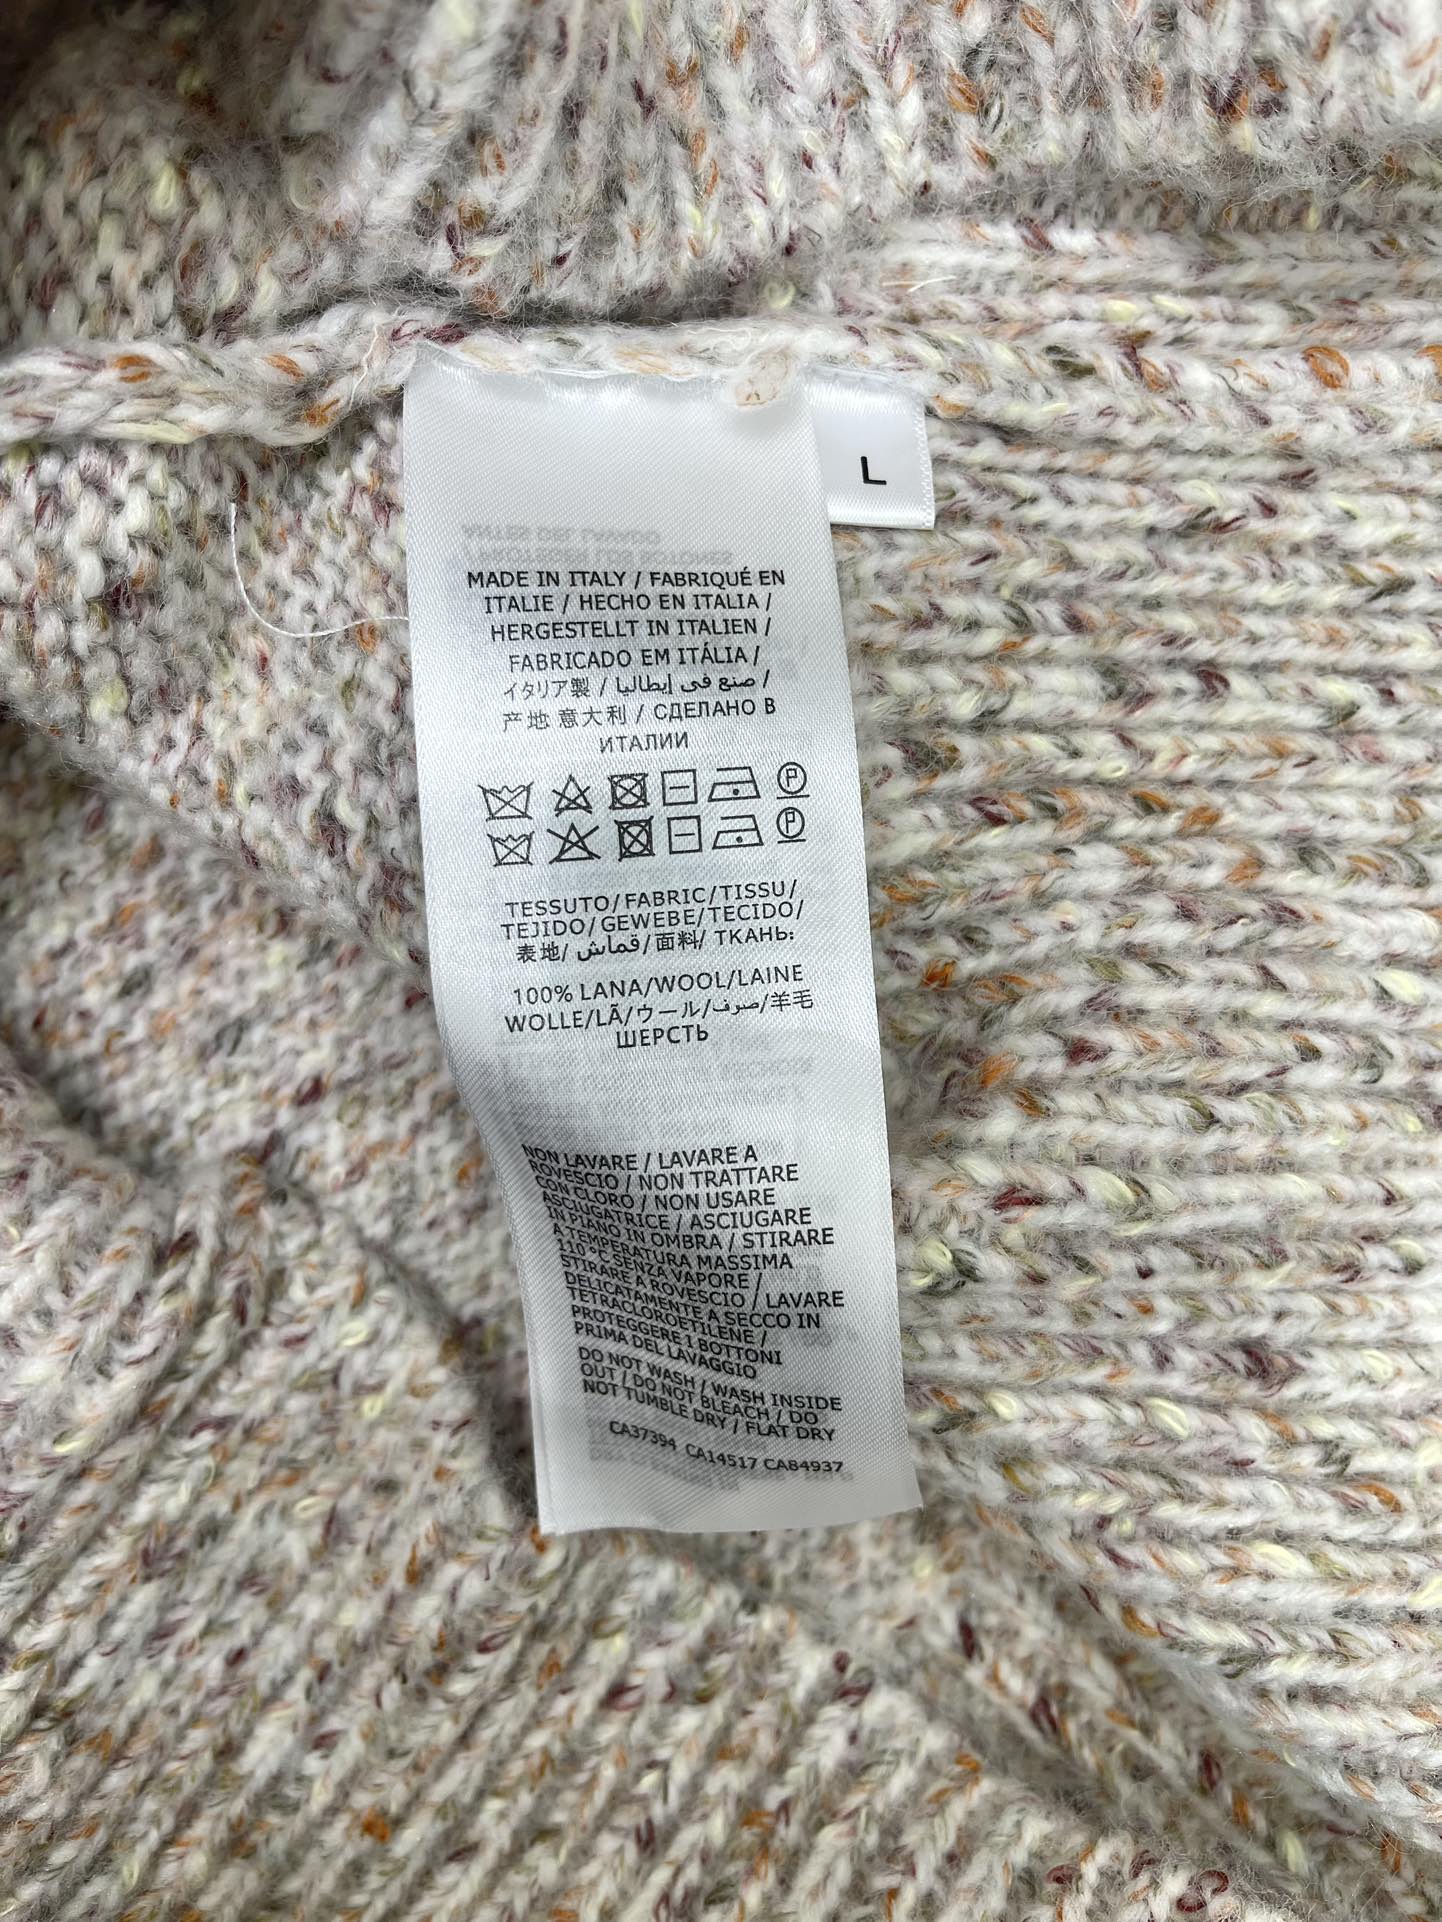 L
MADE IN ITALY / FABRIQUÉ EN
ITALIE / HECHO EN ITALIA /
HERGESTELLT IN ITALIEN /
FABRICADO EM ITÁLIA /
イタリア製 / صنع في إيطاليا /
产地 意大利 / СДЕЛАНО В
ИТАЛИИ
TESSUTO/FABRIC/TISSU/
TEJIDO/GEWEBE/TECIDO/
表地/ قماش/面料/ ТКАНЬ:
100% LANA/WOOL/LAINE
WOLLE/LÃ/ウール/صوف/羊毛
ШЕРСТЬ
NON LAVARE / LAVARE A
ROVESCIO / NON TRATTARE
CON CLORO / NON USARE
ASCIUGATRICE / ASCIUGARE
IN PIANO IN OMBRA / STIRARE
A TEMPERATURA MASSIMA
110 °C SENZA VAPORE /
STIRARE A ROVESCIO / LAVARE
DELICATAMENTE A SECCO IN
TETRACLOROETILENE /
PROTEGGERE I BOTTONI
PRIMA DEL LAVAGGIO
DO NOT WASH / WASH INSIDE
OUT / DO NOT BLEACH / DO
NOT TUMBLE DRY / FLAT DRY
CA37394 CA14517 CA84937